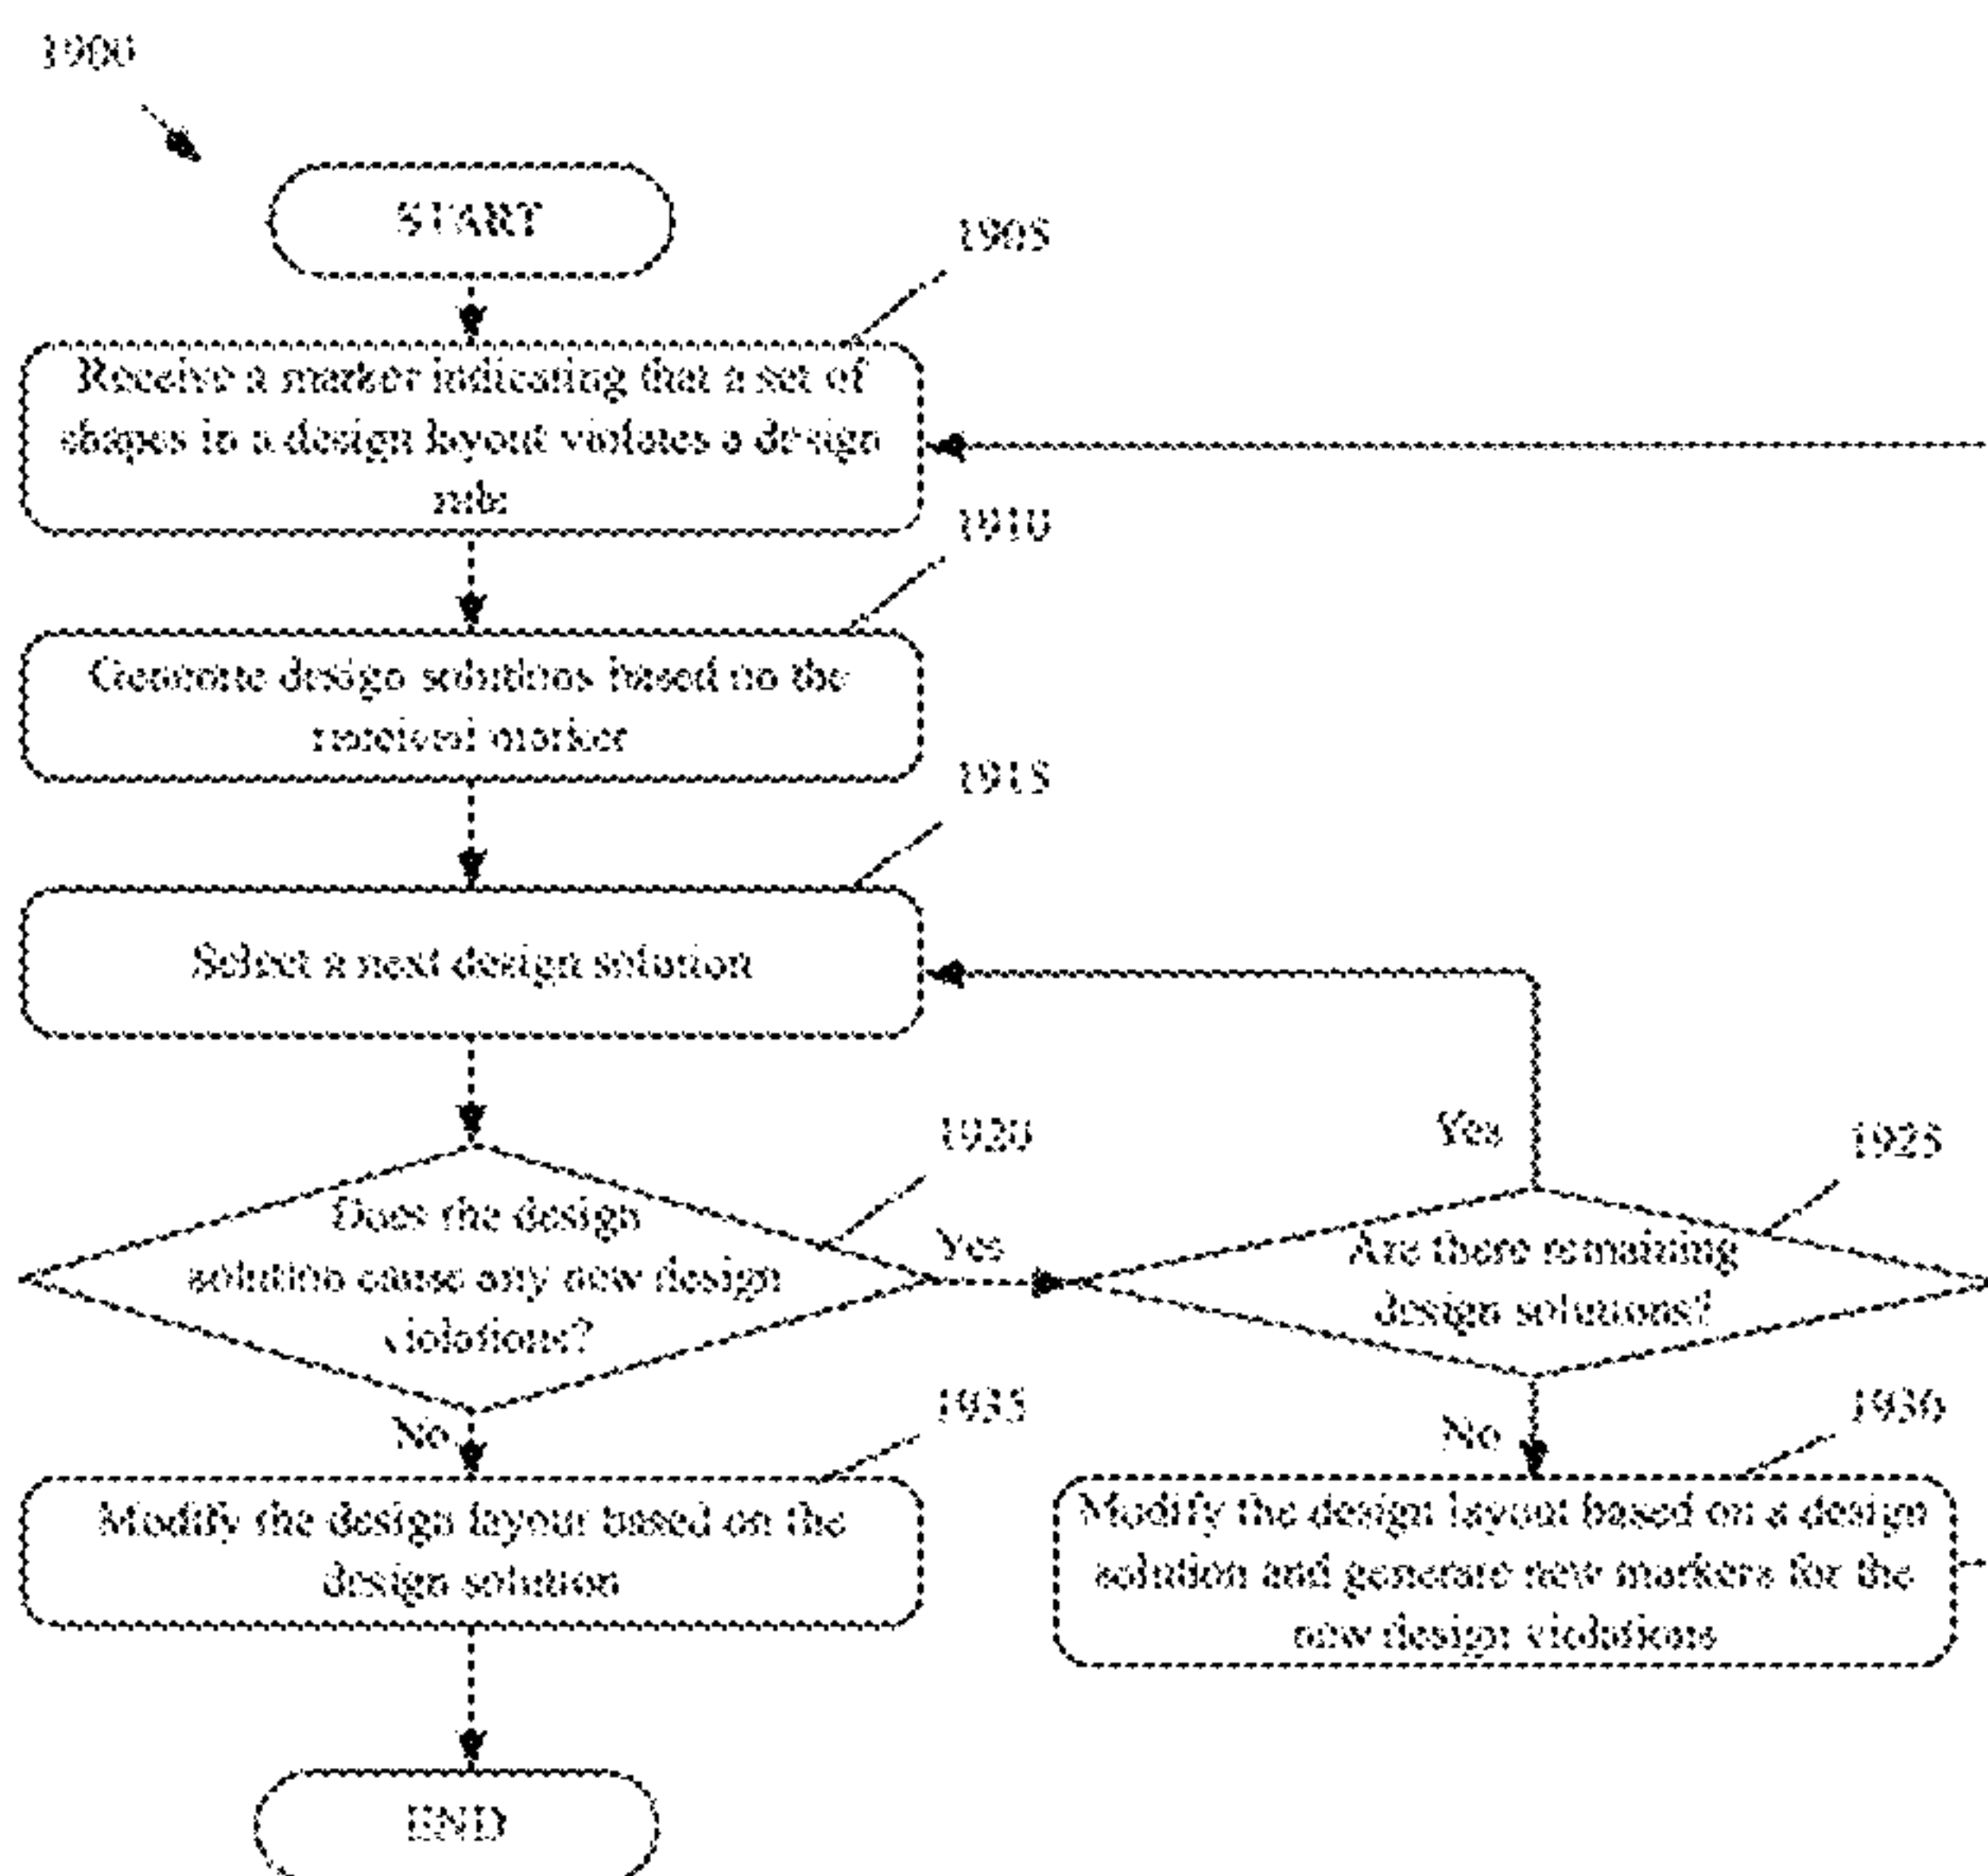 1900
START
1905
Receive a marker indicating that a set of
shapes in a design layout violates a design
rule
1910
Generate design solutions based on the
received marker
1915
Select a next design solution
1920
Does the design
solution cause any new design
violations?
Yes
Yes
1925
Are there remaining
design solutions?
No
1935
Modify the design layout based on the
design solution
No
1930
Modify the design layout based on a design
solution and generate new markers for the
new design violations
END